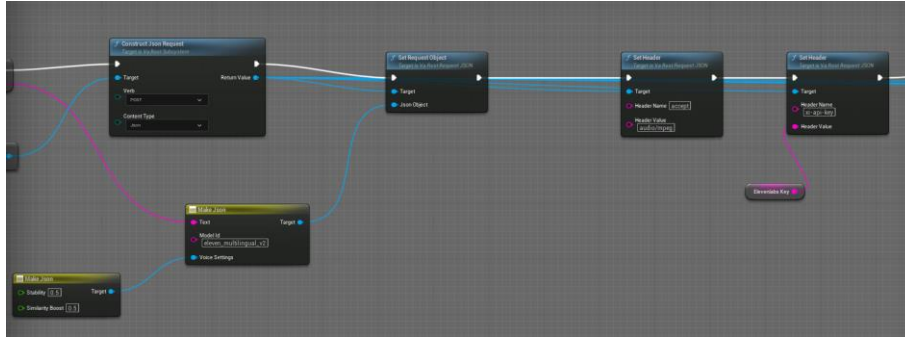 Construct Json Request
Target is Va Rest Subsystem
Target
Return Value
Verb
POST
Content Type
Json
Set Request Object
Target is Va Rest Request JSON
Target
Json Object
Set Header
Target is Va Rest Request JSON
Target
Header Name accept
Header Value
audio/mpeg
Set Header
Target is Va Rest Request JSON
Target
Header Name
xi-api-key
Header Value
Elevenlabs Key
Make Json
Text
Target
Model Id
eleven_multilingual_v2
Voice Settings
Make Json
Stability 0.5
Target
Similarity Boost 0.5